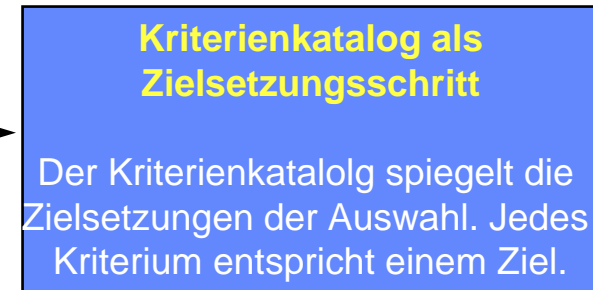 Kriterienkatalog als
Zielsetzungsschritt
Der Kriterienkatalolg spiegelt die
Zielsetzungen der Auswahl. Jedes
Kriterium entspricht einem Ziel.